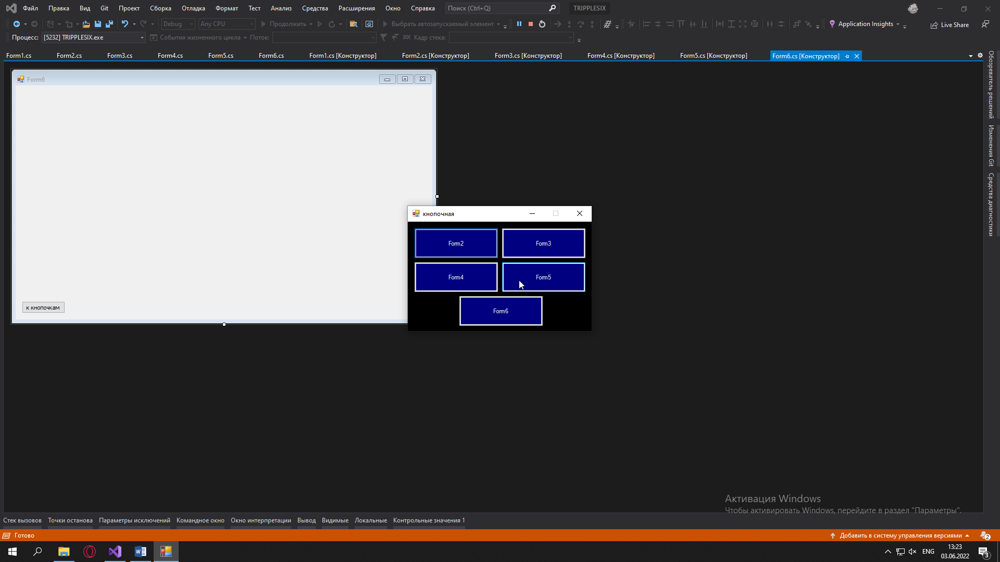 Файл Правка Вид Git Проект Сборка Отладка Формат Тест Анализ Средства Расширения Окно Справка Поиск (Ctrl+Q) TRIPPLESIX
Debug Any CPU Продолжить Выбрать автозапускаемый элемент Application Insights Live Share
Процесс: [5232] TRIPPLESIX.exe События жизненного цикла Поток: Кадр стека:
Form1.cs Form2.cs Form3.cs Form4.cs Form5.cs Form6.cs Form1.cs [Конструктор] Form2.cs [Конструктор] Form3.cs [Конструктор] Form4.cs [Конструктор] Form5.cs [Конструктор] Form6.cs [Конструктор]
Обозреватель решений
Изменения Git
Средства диагностики
Form6
к кнопочкам
кнопочная
Form2 Form3
Form4 Form5
Form6
Активация Windows
Чтобы активировать Windows, перейдите в раздел "Параметры".
Стек вызовов Точки останова Параметры исключений Командное окно Окно интерпретации Вывод Видимые Локальные Контрольные значения 1
Готово Добавить в систему управления версиями 2
ENG 13:23
03.06.2022 3